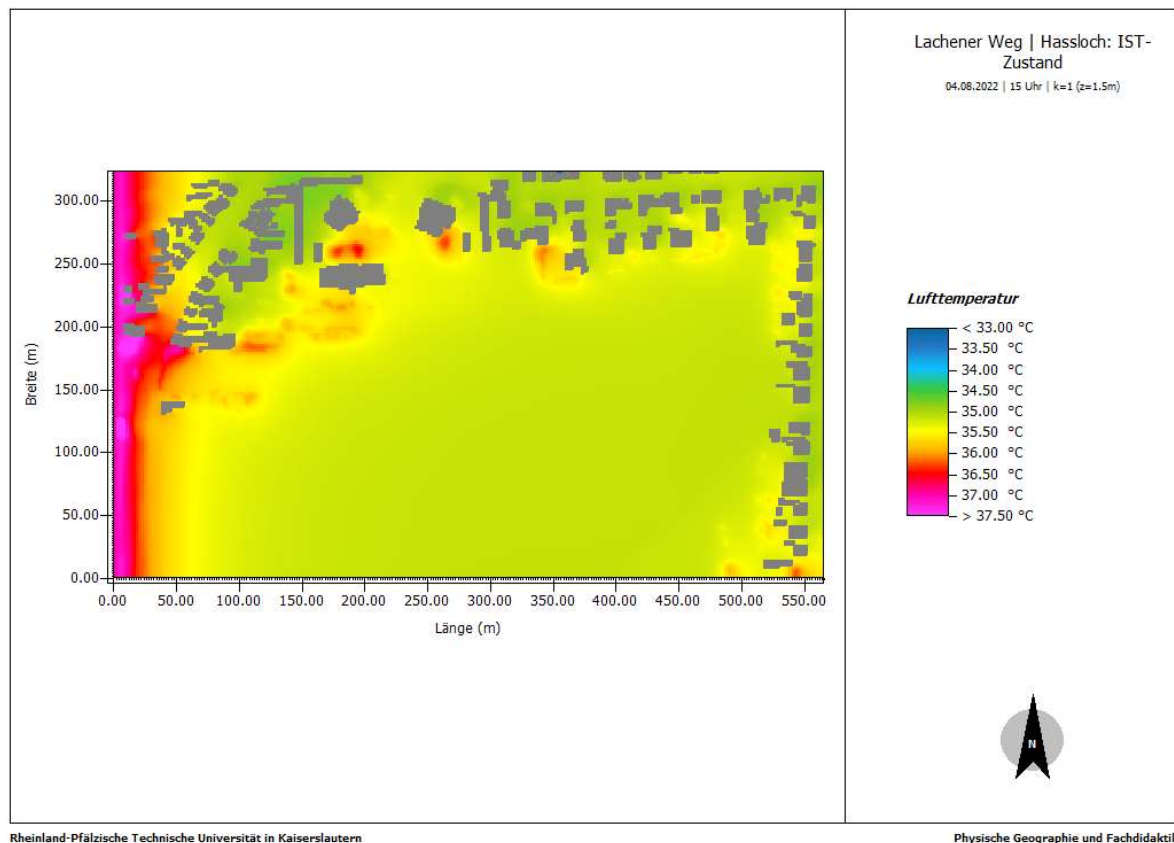 Lachener Weg | Hassloch: IST-
Zustand
04.08.2022 | 15 Uhr | k=1 (z=1.5m)
300.00
250.00
200.00
150.00
100.00
50.00
0.00
Breite (m)
0.00 50.00 100.00 150.00 200.00 250.00 300.00 350.00 400.00 450.00 500.00 550.00
Länge (m)
Lufttemperatur
< 33.00 °C
33.50 °C
34.00 °C
34.50 °C
35.00 °C
35.50 °C
36.00 °C
36.50 °C
37.00 °C
> 37.50 °C
N
Rheinland-Pfälzische Technische Universität in Kaiserslautern
Physische Geographie und Fachdidaktik